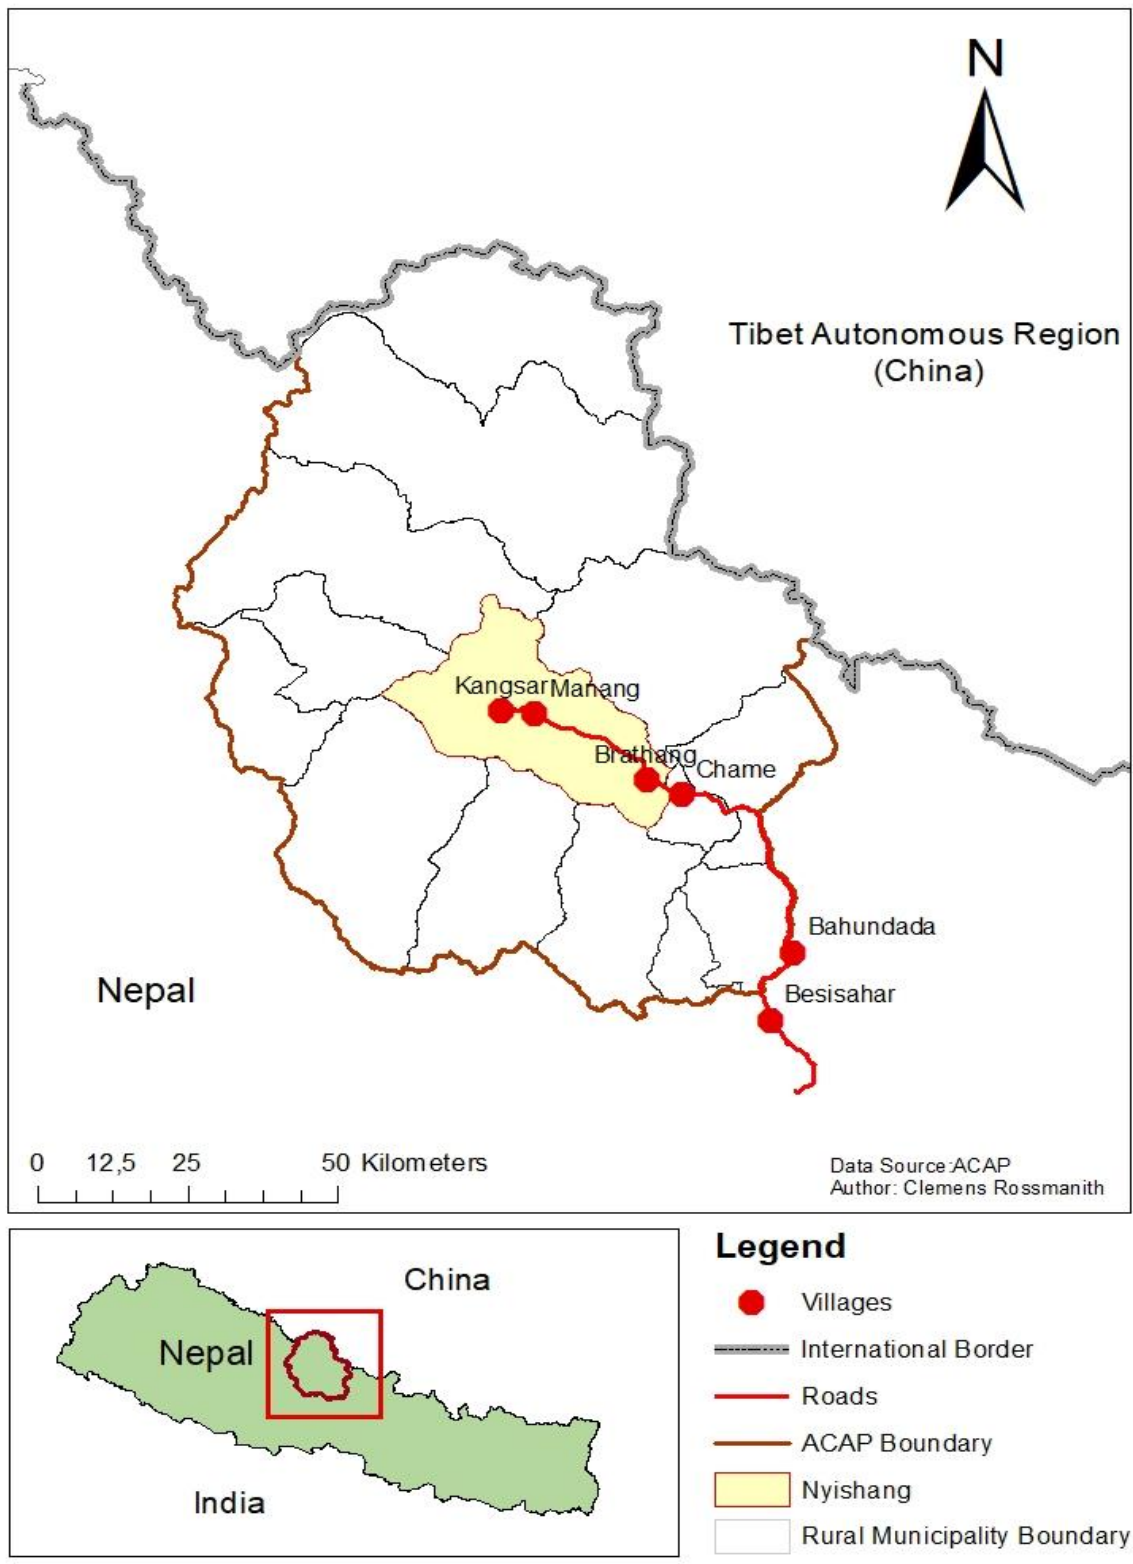 N
Tibet Autonomous Region
(China)
Kangsar Manang
Brathang
Chame
Bahundada
Besisahar
Nepal
0 12,5 25 50 Kilometers
Data Source:ACAP
Author: Clemens Rossmanith
China
Nepal
India
Legend
Villages
International Border
Roads
ACAP Boundary
Nyishang
Rural Municipality Boundary